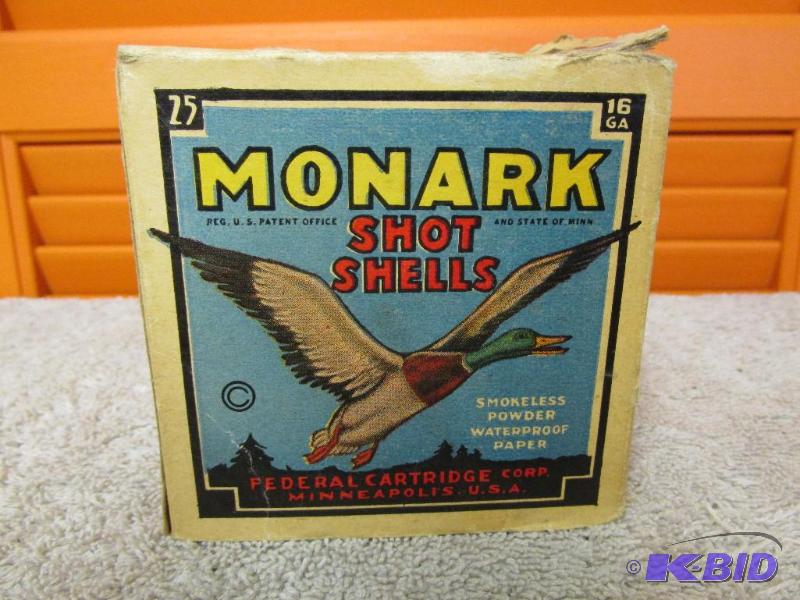 25
16
GA
MONARK
REG. U.S. PATENT OFFICE AND STATE OF MINN
SHOT
SHELLS
©
SMOKELESS
POWDER
WATERPROOF
PAPER
FEDERAL CARTRIDGE CORP.
MINNEAPOLIS. U.S.A.
© K-BID